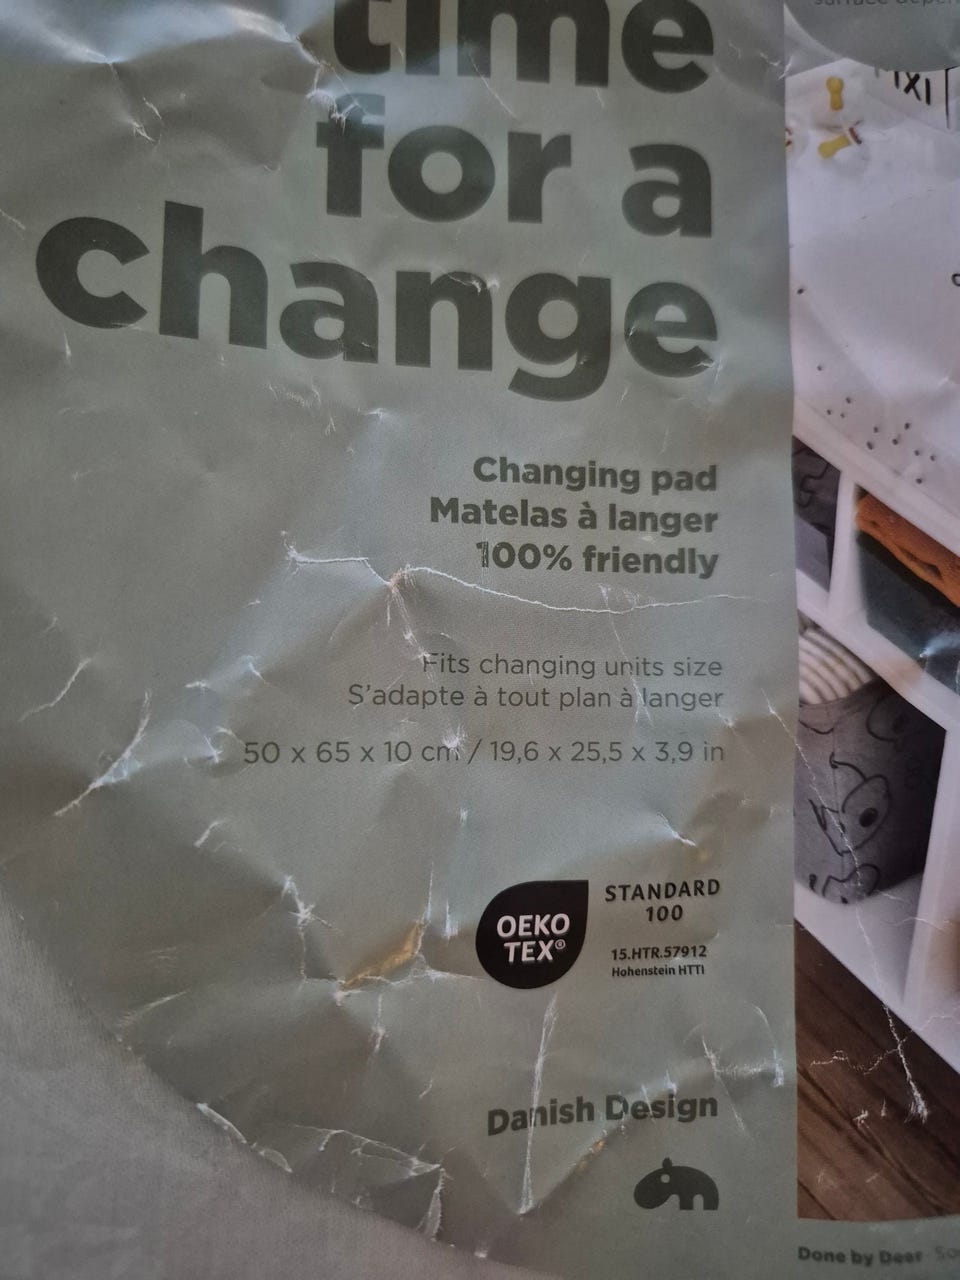 time
for a
change
Changing pad
Matelas à langer
100% friendly
Fits changing units size
S'adapte à tout plan à langer
50 x 65 x 10 cm / 19,6 x 25,5 x 3,9 in
OEKO
TEX®
STANDARD
100
15.HTR.57912
Hohenstein HTTI
Danish Design
Done by Deer